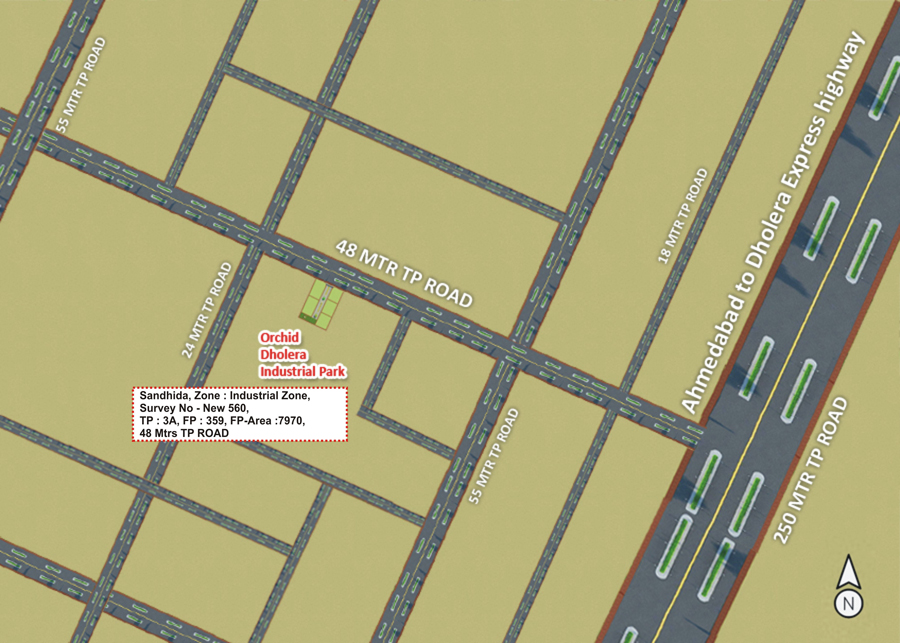 55 MTR TP ROAD
Ahmedabad to Dholera Express highway
18 MTR TP ROAD
48 MTR TP ROAD
24 MTR TP ROAD
Orchid
Dholera
Industrial Park
Sandhida, Zone : Industrial Zone,
Survey No - New 560,
TP : 3A, FP : 359, FP-Area :7970,
48 Mtrs TP ROAD
55 MTR TP ROAD
250 MTR TP ROAD
N